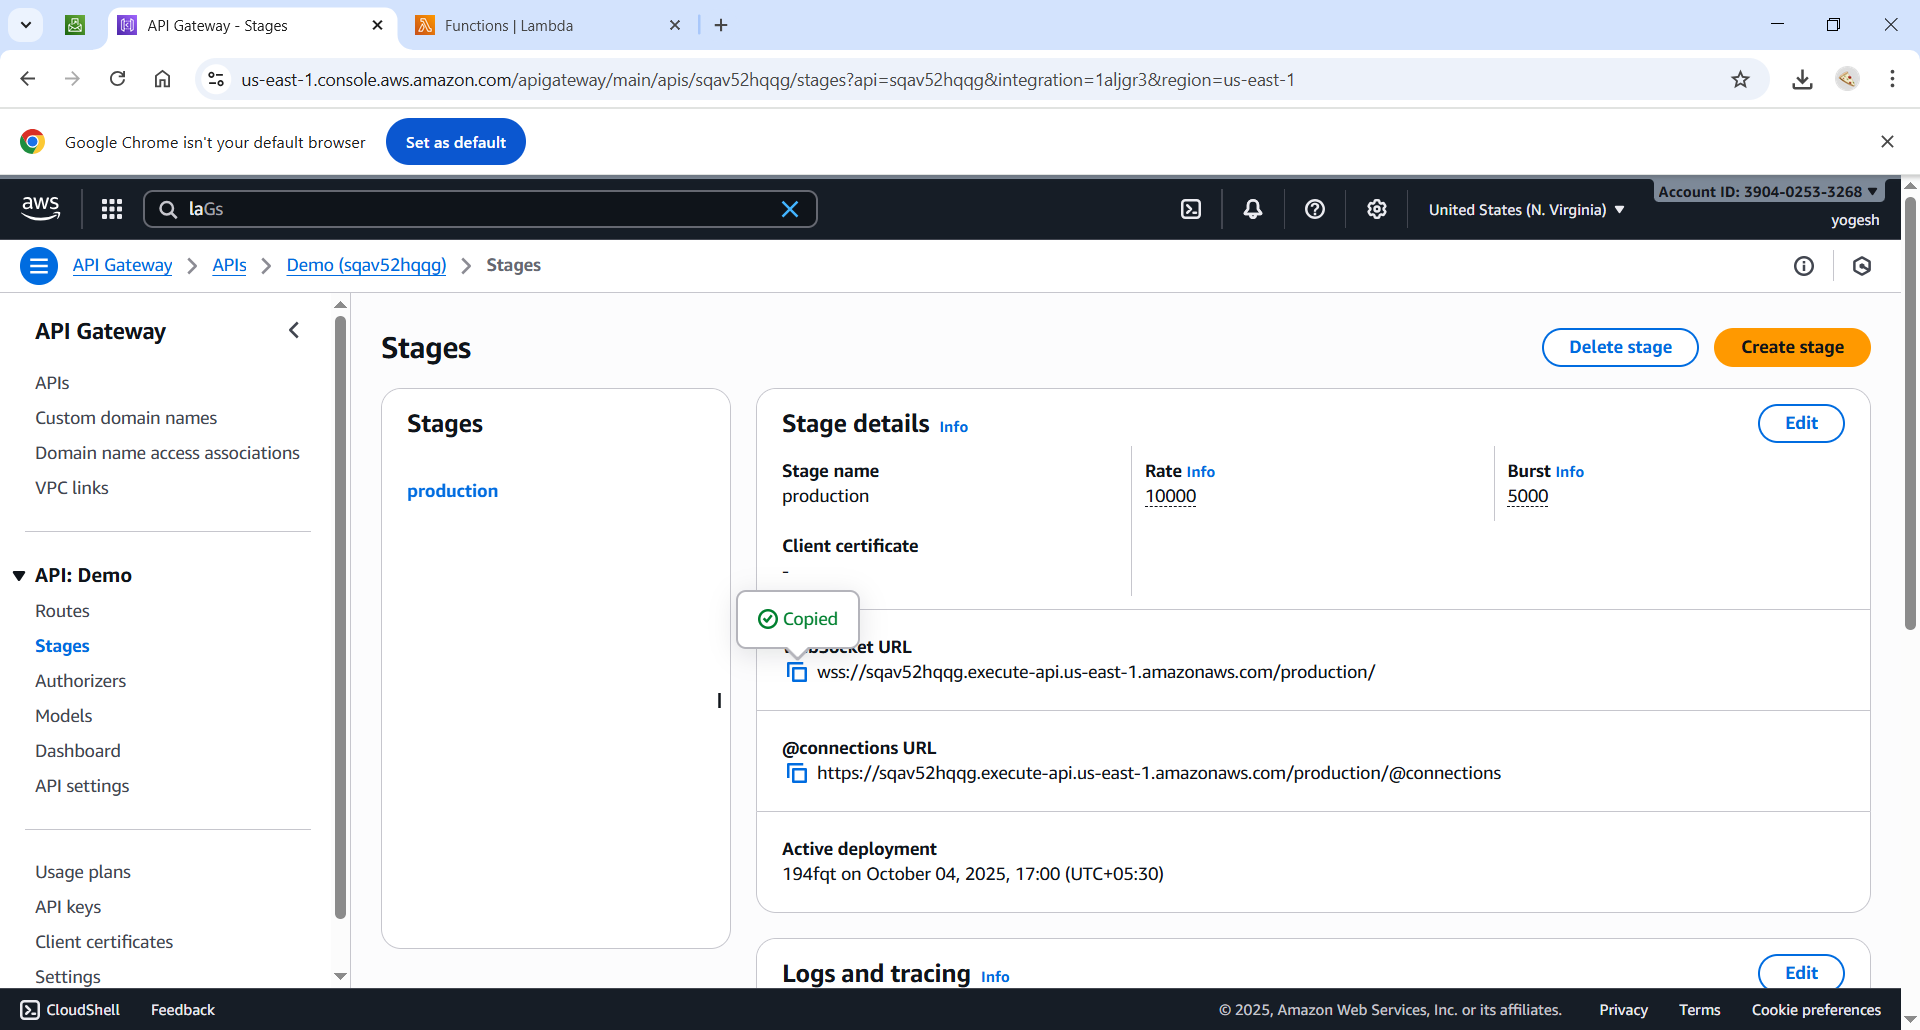 API Gateway - Stages
Functions | Lambda
us-east-1.console.aws.amazon.com/apigateway/main/apis/sqav52hqqg/stages?api=sqav52hqqg&integration=1aljgr3&region=us-east-1
Google Chrome isn't your default browser
Set as default
aws
laGs
United States (N. Virginia)
Account ID: 3904-0253-3268
yogesh
API Gateway
APIs
Demo (sqav52hqqg)
Stages
API Gateway
APIs
Custom domain names
Domain name access associations
VPC links
API: Demo
Routes
Stages
Authorizers
Models
Dashboard
API settings
Usage plans
API keys
Client certificates
Settings
Stages
Delete stage
Create stage
Stages
production
Stage details Info
Edit
Stage name
production
Rate Info
10000
Burst Info
5000
Client certificate
-
Copied
URL
wss://sqav52hqqg.execute-api.us-east-1.amazonaws.com/production/
@connections URL
https://sqav52hqqg.execute-api.us-east-1.amazonaws.com/production/@connections
Active deployment
194fqt on October 04, 2025, 17:00 (UTC+05:30)
Logs and tracing Info
Edit
CloudShell
Feedback
© 2025, Amazon Web Services, Inc. or its affiliates.
Privacy
Terms
Cookie preferences